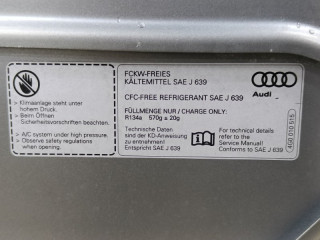 FCKW-FREIES
KÄLTEMITTEL SAE J 639
CFC-FREE REFRIGERANT SAE J 639
FÜLLMENGE NUR / CHARGE ONLY:
R134a 570g ± 20g
Audi
> Klimaanlage steht unter
hohem Druck.
> Beim Öffnen
Sicherheitsvorschriften beachten.
> A/C system under high pressure.
> Observe safety regulations
when opening.
Technische Daten
sind der KD-Anweisung
zu entnehmen!
Entspricht SAE J 639
For technical details
refer to the
Service Manual!
Conforms to SAE J 639
4G0 010 515